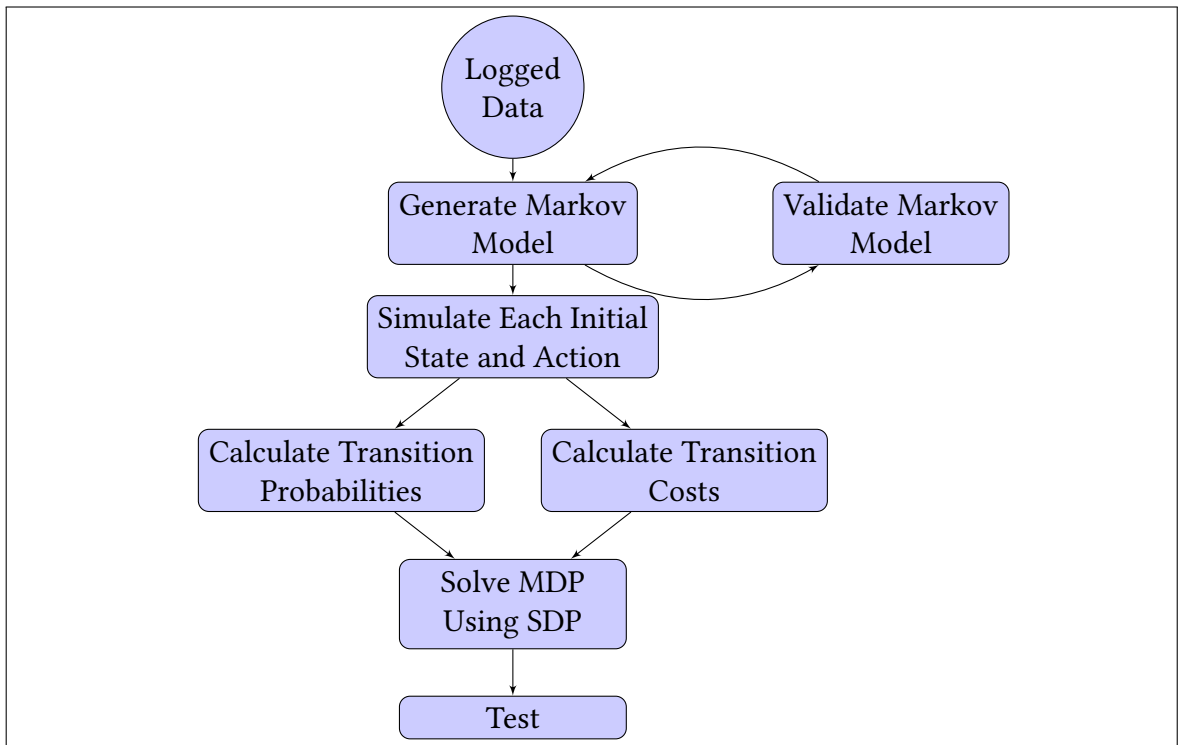 Logged
Data
Generate Markov
Model
Validate Markov
Model
Simulate Each Initial
State and Action
Calculate Transition
Probabilities
Calculate Transition
Costs
Solve MDP
Using SDP
Test